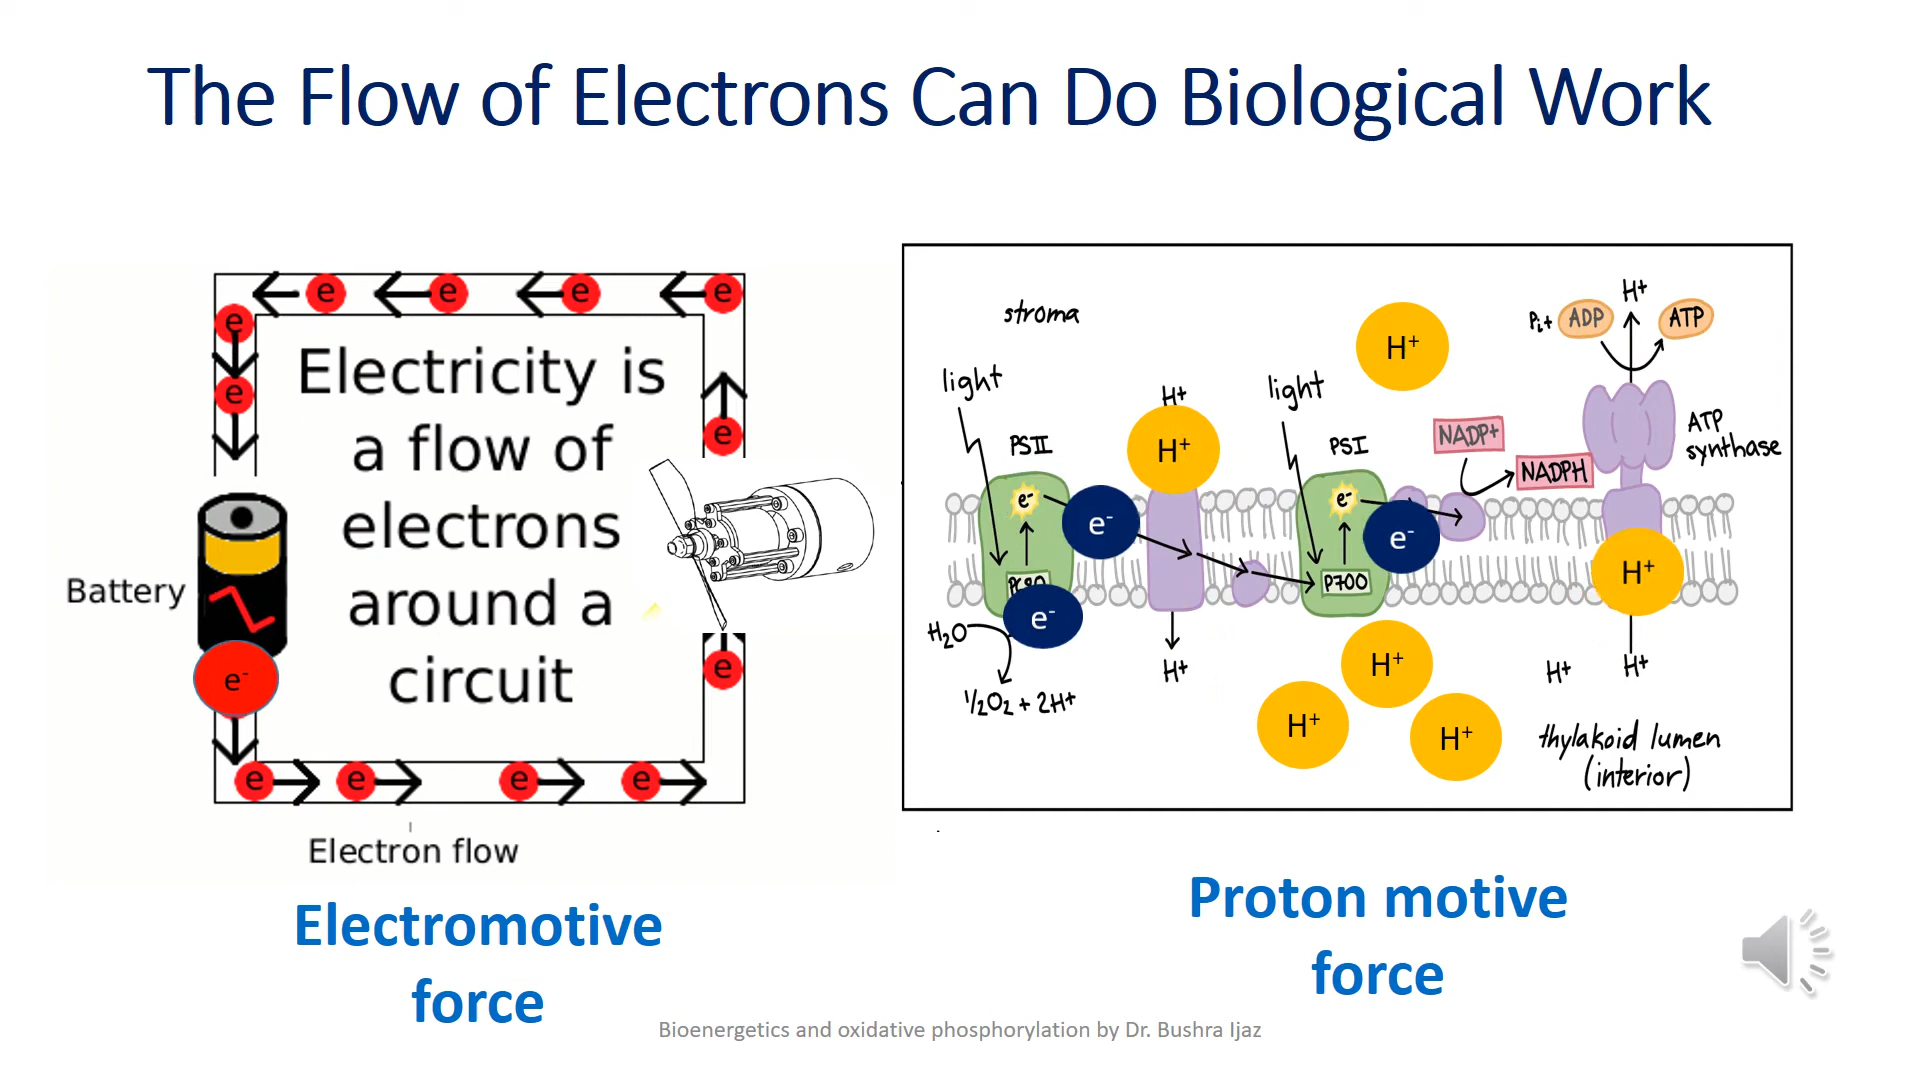 The Flow of Electrons Can Do Biological Work
e
e
e
e
e
e
e
e
e⁻
e
e
e
e
e
Electricity is
a flow of
electrons
around a
circuit
Battery
Electron flow
Electromotive
force
stroma
light
PSII
e⁻
e⁻
e⁻
H₂O
½O₂ + 2H+
H+
H⁺
H+
light
PSI
e⁻
P700
e⁻
H⁺
NADP+
NADPH
Pi+
ADP
H+
ATP
ATP
synthase
H⁺
H⁺
H⁺
H⁺
H+
H+
thylakoid lumen
(interior)
Proton motive
force
Bioenergetics and oxidative phosphorylation by Dr. Bushra Ijaz